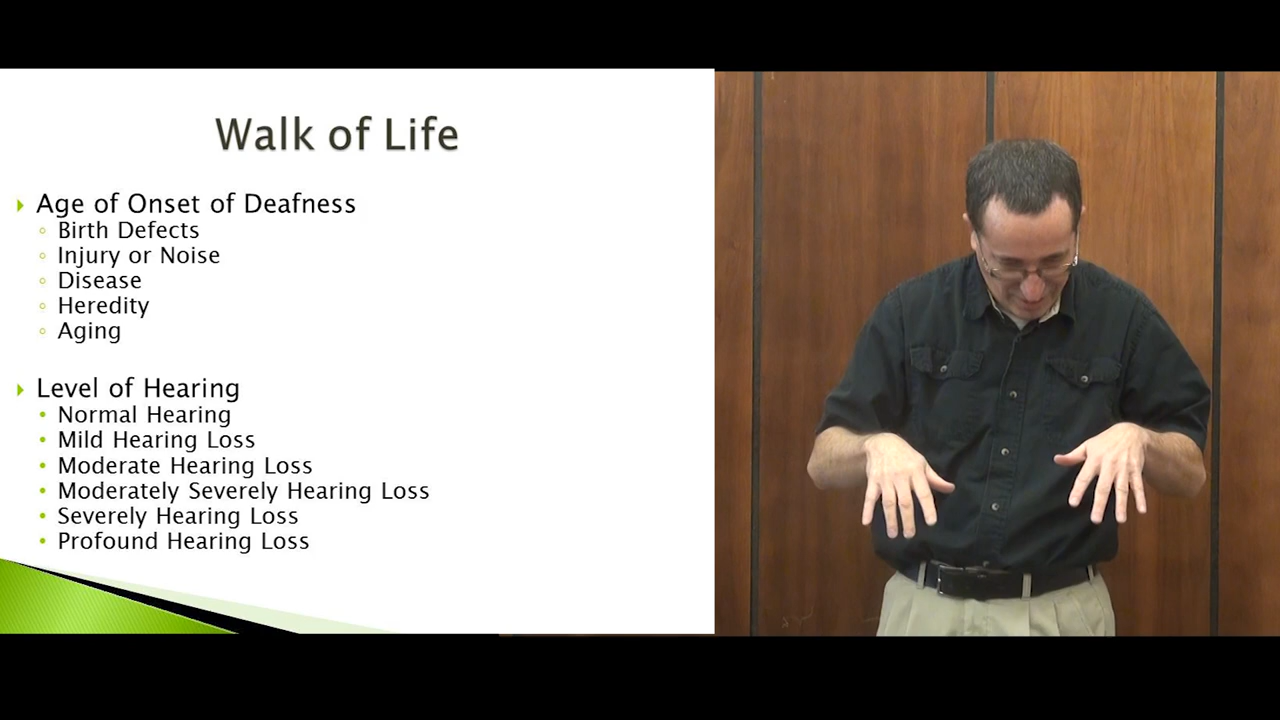 Walk of Life
Age of Onset of Deafness
Birth Defects
Injury or Noise
Disease
Heredity
Aging
Level of Hearing
Normal Hearing
Mild Hearing Loss
Moderate Hearing Loss
Moderately Severely Hearing Loss
Severely Hearing Loss
Profound Hearing Loss